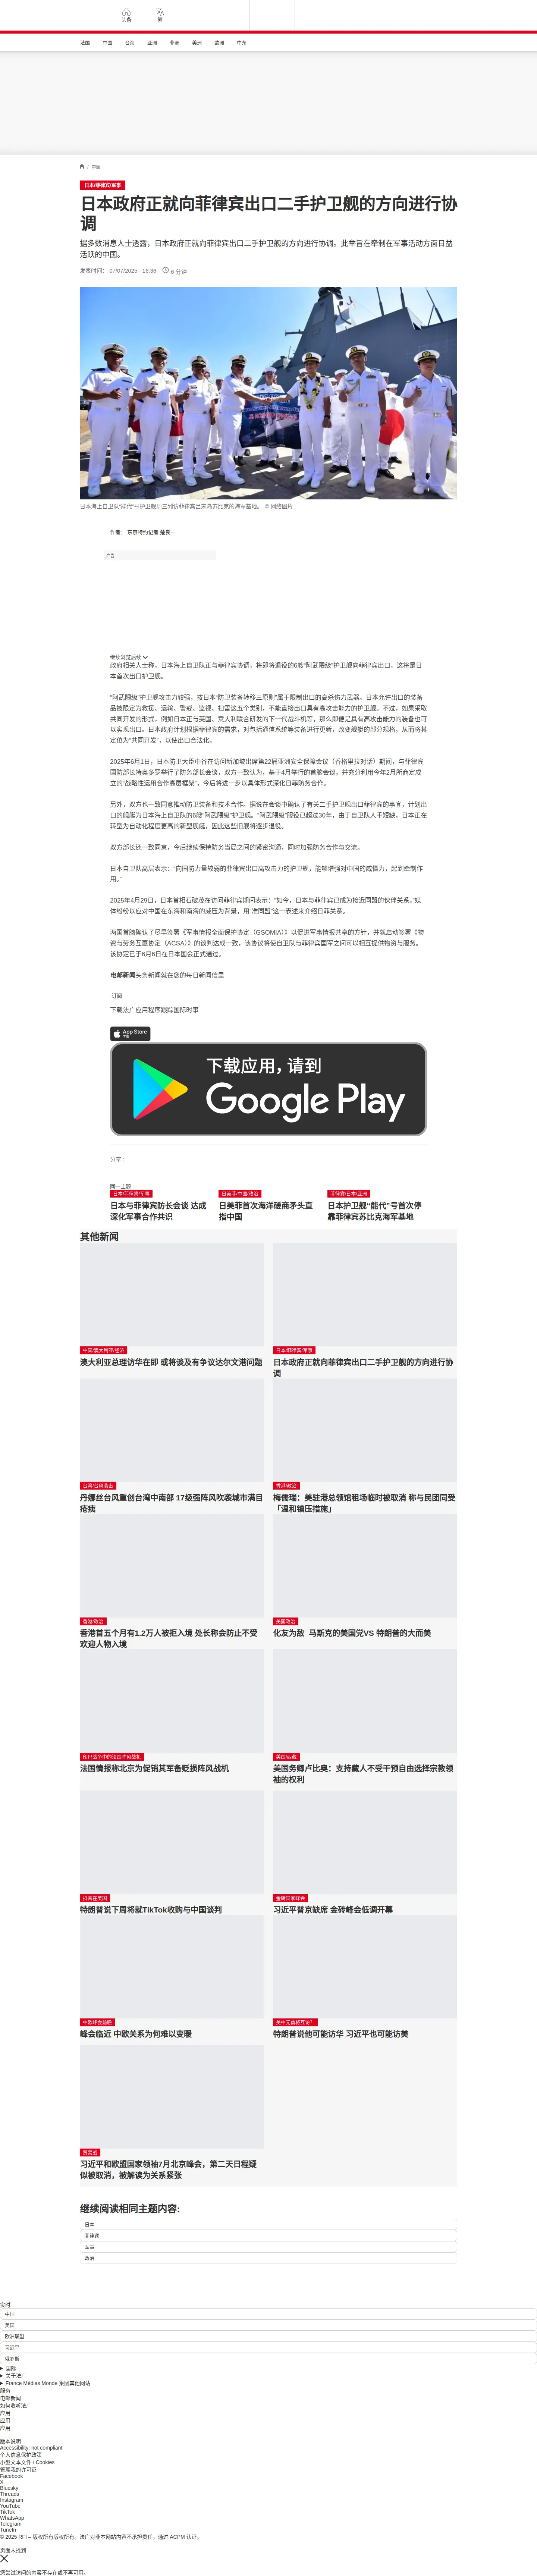 头条
繁
法国
中国
台海
亚洲
非洲
美洲
欧洲
中东
/ 法国
日本/菲律宾/军事
日本政府正就向菲律宾出口二手护卫舰的方向进行协
调
据多数消息人士透露，日本政府正就向菲律宾出口二手护卫舰的方向进行协调。此举旨在牵制在军事活动方面日益
活跃的中国。
发表时间： 07/07/2025 - 16:36
6 分钟
日本海上自卫队“能代”号护卫舰周三到访菲律宾吕宋岛苏比克的海军基地。 © 网络图片
作者： 东京特约记者 楚良一
广告
继续浏览后续
政府相关人士称，日本海上自卫队正与菲律宾协调，将即将退役的6艘“阿武隈级”护卫舰向菲律宾出口，这将是日
本首次出口护卫舰。
“阿武隈级”护卫舰攻击力较强，按日本“防卫装备转移三原则”属于限制出口的高杀伤力武器。日本允许出口的装备
品被限定为救援、运输、警戒、监视、扫雷这五个类别，不能直接出口具有高攻击能力的护卫舰。不过，如果采取
共同开发的形式，例如日本正与英国、意大利联合研发的下一代战斗机等，那么即便是具有高攻击能力的装备也可
以实现出口。日本政府计划根据菲律宾的需求，对包括通信系统等装备进行更新，改变舰艇的部分规格，从而将其
定位为“共同开发”，以使出口合法化。
2025年6月1日，日本防卫大臣中谷在访问新加坡出席第22届亚洲安全保障会议（香格里拉对话）期间，与菲律宾
国防部长特奥多罗举行了防务部长会谈，双方一致认为，基于4月举行的首脑会谈，并充分利用今年2月所商定成
立的“战略性运用合作高层框架”，今后将进一步以具体形式深化日菲防务合作。
另外，双方也一致同意推动防卫装备和技术合作。据说在会谈中确认了有关二手护卫舰出口菲律宾的事宜，计划出
口的舰艇为日本海上自卫队的6艘“阿武隈级”护卫舰。“阿武隈级”服役已超过30年，由于自卫队人手短缺，日本正在
转型为自动化程度更高的新型舰艇，因此这些旧舰将逐步退役。
双方部长还一致同意，今后继续保持防务当局之间的紧密沟通，同时加强防务合作与交流。
日本自卫队高层表示：“向国防力量较弱的菲律宾出口高攻击力的护卫舰，能够增强对中国的威慑力，起到牵制作
用。”
2025年4月29日，日本首相石破茂在访问菲律宾期间表示：“如今，日本与菲律宾已成为接近同盟的伙伴关系。”媒
体纷纷以应对中国在东海和南海的威压为背景，用“准同盟”这一表述来介绍日菲关系。
两国首脑确认了尽早签署《军事情报全面保护协定（GSOMIA）》以促进军事情报共享的方针，并就启动签署《物
资与劳务互惠协定（ACSA）》的谈判达成一致，该协议将使自卫队与菲律宾国军之间可以相互提供物资与服务。
该协定已于6月6日在日本国会正式通过。
电邮新闻头条新闻就在您的每日新闻信里
订阅
下载法广应用程序跟踪国际时事
App Store
下载
下载应用，请到
Google Play
分享 :
同一主题
日本/菲律宾/军事
日本与菲律宾防长会谈 达成
深化军事合作共识
日美菲/中国/政治
日美菲首次海洋磋商矛头直
指中国
菲律宾/日本/亚洲
日本护卫舰“能代”号首次停
靠菲律宾苏比克海军基地
其他新闻
中国/澳大利亚/经济
澳大利亚总理访华在即 或将谈及有争议达尔文港问题
日本/菲律宾/军事
日本政府正就向菲律宾出口二手护卫舰的方向进行协
调
台湾/台风袭击
丹娜丝台风重创台湾中南部 17级强阵风吹袭城市满目
疮痍
香港/政治
梅儒瑞：美驻港总领馆租场临时被取消 称与民团同受
「温和镇压措施」
香港/政治
香港首五个月有1.2万人被拒入境 处长称会防止不受
欢迎人物入境
美国政治
化友为敌 马斯克的美国党VS 特朗普的大而美
印巴战争中的法国阵风战机
法国情报称北京为促销其军备贬损阵风战机
美国/西藏
美国务卿卢比奥：支持藏人不受干预自由选择宗教领
袖的权利
抖音在美国
特朗普说下周将就TikTok收购与中国谈判
金砖国家峰会
习近平普京缺席 金砖峰会低调开幕
中欧峰会前瞻
峰会临近 中欧关系为何难以变暖
美中元首将互访？
特朗普说他可能访华 习近平也可能访美
贸易战
习近平和欧盟国家领袖7月北京峰会，第二天日程疑
似被取消，被解读为关系紧张
继续阅读相同主题内容:
日本
菲律宾
军事
政治
实时
中国
美国
欧洲联盟
习近平
俄罗斯
国际
关于法广
France Médias Monde 集团其他网站
服务
电邮新闻
如何收听法广
应用
应用
应用
版本说明
Accessibility: not compliant
个人信息保护政策
小型文本文件 / Cookies
管理我的许可证
Facebook
X
Bluesky
Threads
Instagram
YouTube
TikTok
WhatsApp
Telegram
TuneIn
© 2025 RFI – 版权所有版权所有。法广对非本网站内容不承担责任。通过 ACPM 认证。
页面未找到
您尝试访问的内容不存在或不再可用。